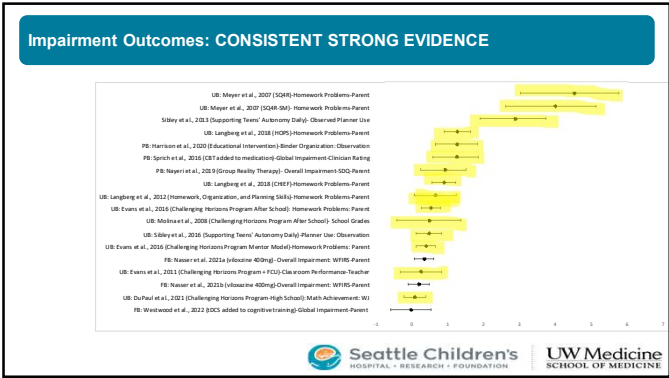 Impairment Outcomes: CONSISTENT STRONG EVIDENCE
UB: Meyer et al., 2007 (SQ4R)-Homework Problems-Parent
UB: Meyer et al., 2007 (SQ4R-SM)- Homework Problems-Parent
Sibley et al., 2013 (Supporting Teens' Autonomy Daily)- Observed Planner Use
UB: Langberg et al., 2018 (HOPS)-Homework Problems-Parent
PB: Harrison et al., 2020 (Educational Intervention)-Binder Organization: Observation
PB: Sprich et al., 2016 (CBT added to medication)-Global Impairment-Clinician Rating
PB: Nayeri et al., 2019 (Group Reality Therapy)- Overall Impairment-SDQ-Parent
UB: Langberg et al., 2018 (CHIEF)-Homework Problems-Parent
UB: Langberg et al., 2012 (Homework, Organization, and Planning Skills)-Homework Problems-Parent
UB: Evans et al., 2016 (Challenging Horizons Program After School): Homework Problems: Parent
UB: Molina et al., 2008 (Challenging Horizons Program After School)- School Grades
UB: Sibley et al., 2016 (Supporting Teens' Autonomy Daily)-Planner Use: Observation
UB: Evans et al., 2016 (Challenging Horizons Program Mentor Model)-Homework Problems: Parent
FB: Nasser et al. 2021a (viloxine 400mg)- Overall Impairment: WFIRS-Parent
UB: Evans et al., 2011 (Challenging Horizons Program + FCU)-Classroom Performance-Teacher
FB: Nasser et al., 2021b (viloxazine 400mg)-Overall Impairment: WFIRS-Parent
UB: DuPaul et al., 2021 (Challenging Horizons Program-High School): Math Achievement: WJ
FB: Westwood et al., 2022 (tDCS added to cognitive training)-Global Impairment-Parent
-1 0 1 2 3 4 5 6 7
Seattle Children's
HOSPITAL • RESEARCH • FOUNDATION
UW Medicine
SCHOOL OF MEDICINE